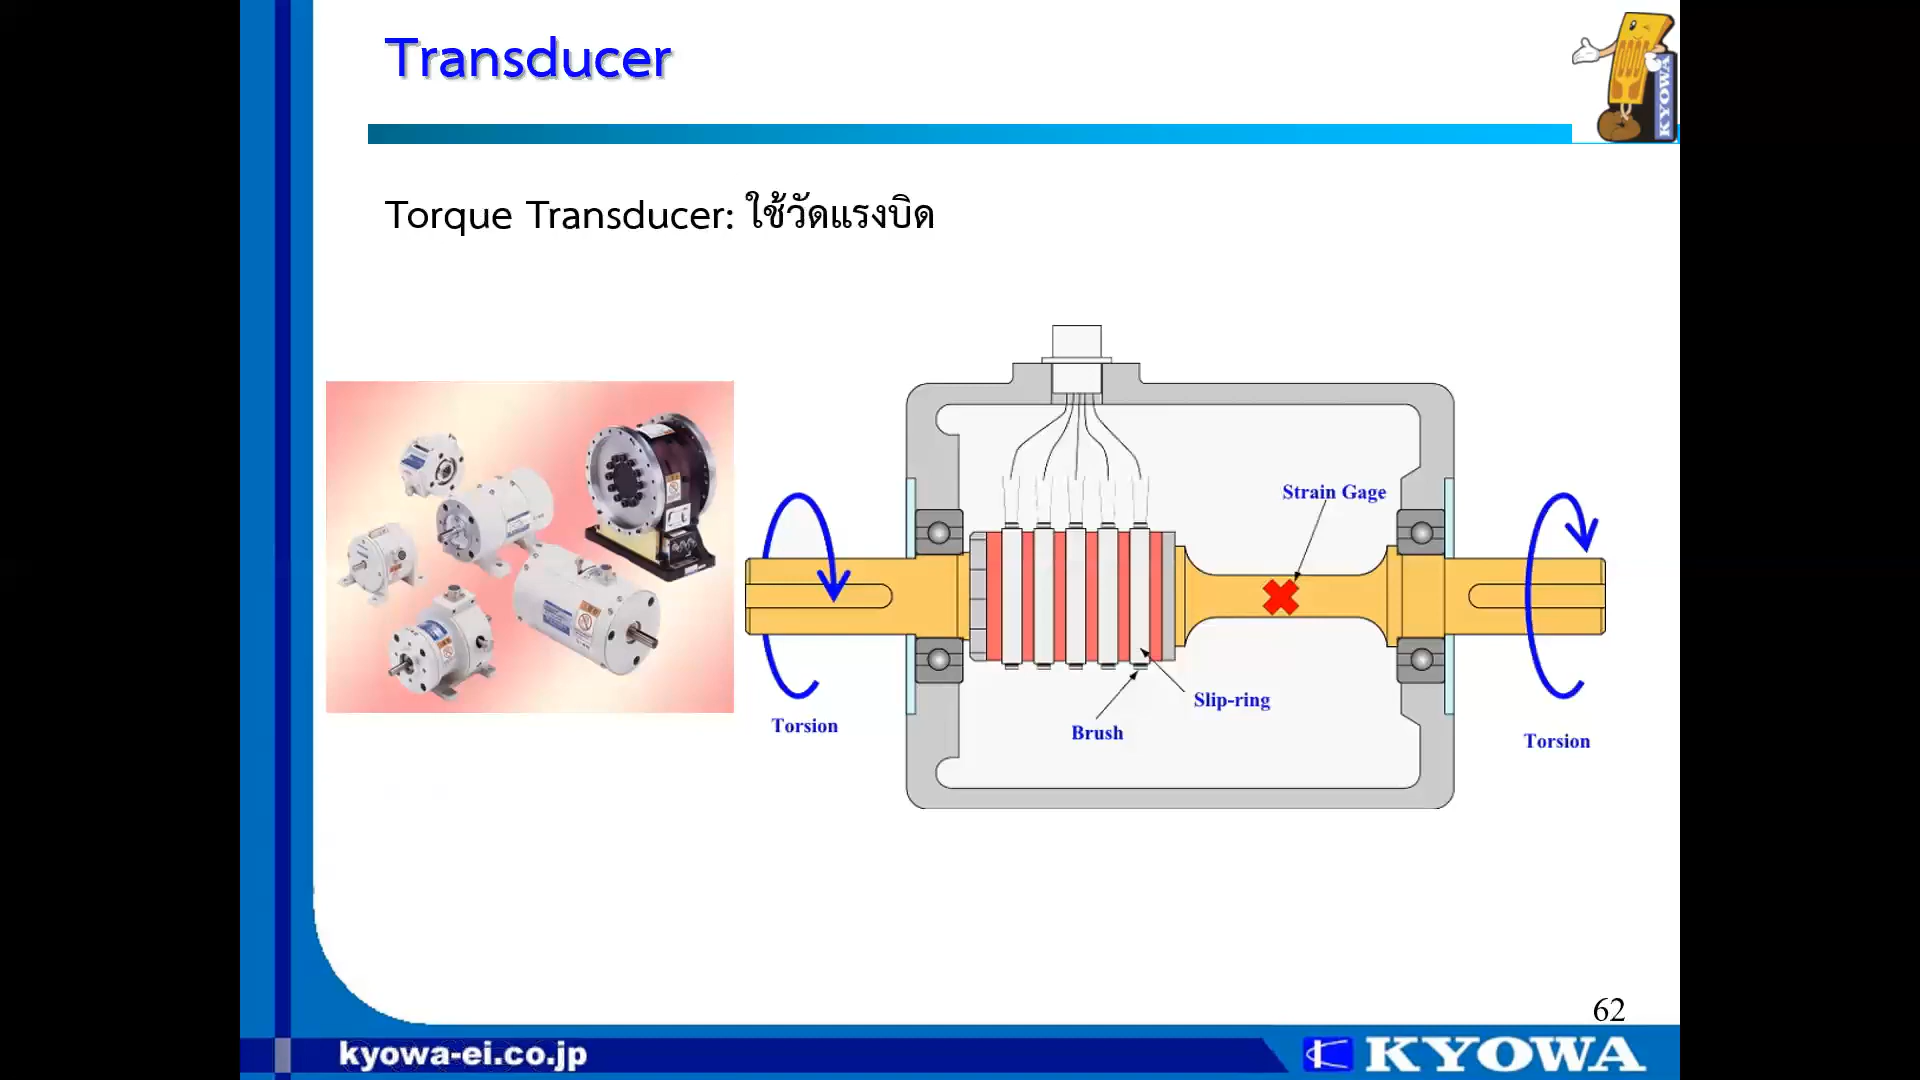 Transducer
KYOWA
Torque Transducer: ใช้วัดแรงบิด
Strain Gage
Slip-ring
Brush
Torsion
Torsion
62
kyowa-ei.co.jp
KYOWA